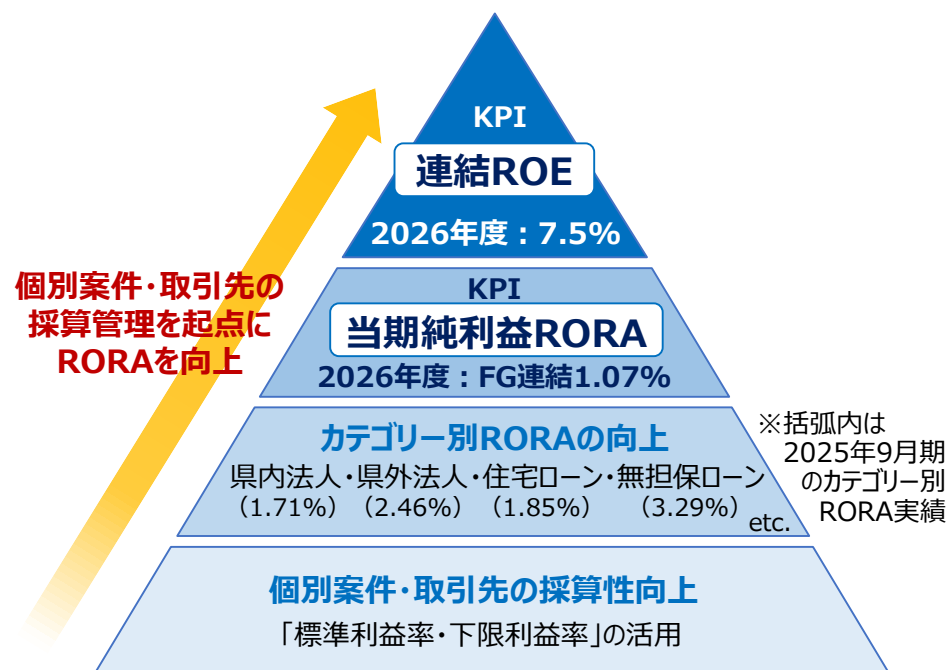 KPI
連結ROE
2026年度：7.5%
個別案件・取引先の
採算管理を起点に
RORAを向上
KPI
当期純利益RORA
2026年度：FG連結1.07%
カテゴリー別RORAの向上
県内法人・県外法人・住宅ローン・無担保ローン
（1.71%）（2.46%）（1.85%）（3.29%）
etc.
※括弧内は
2025年9月期
のカテゴリー別
RORA実績
個別案件・取引先の採算性向上
「標準利益率・下限利益率」の活用